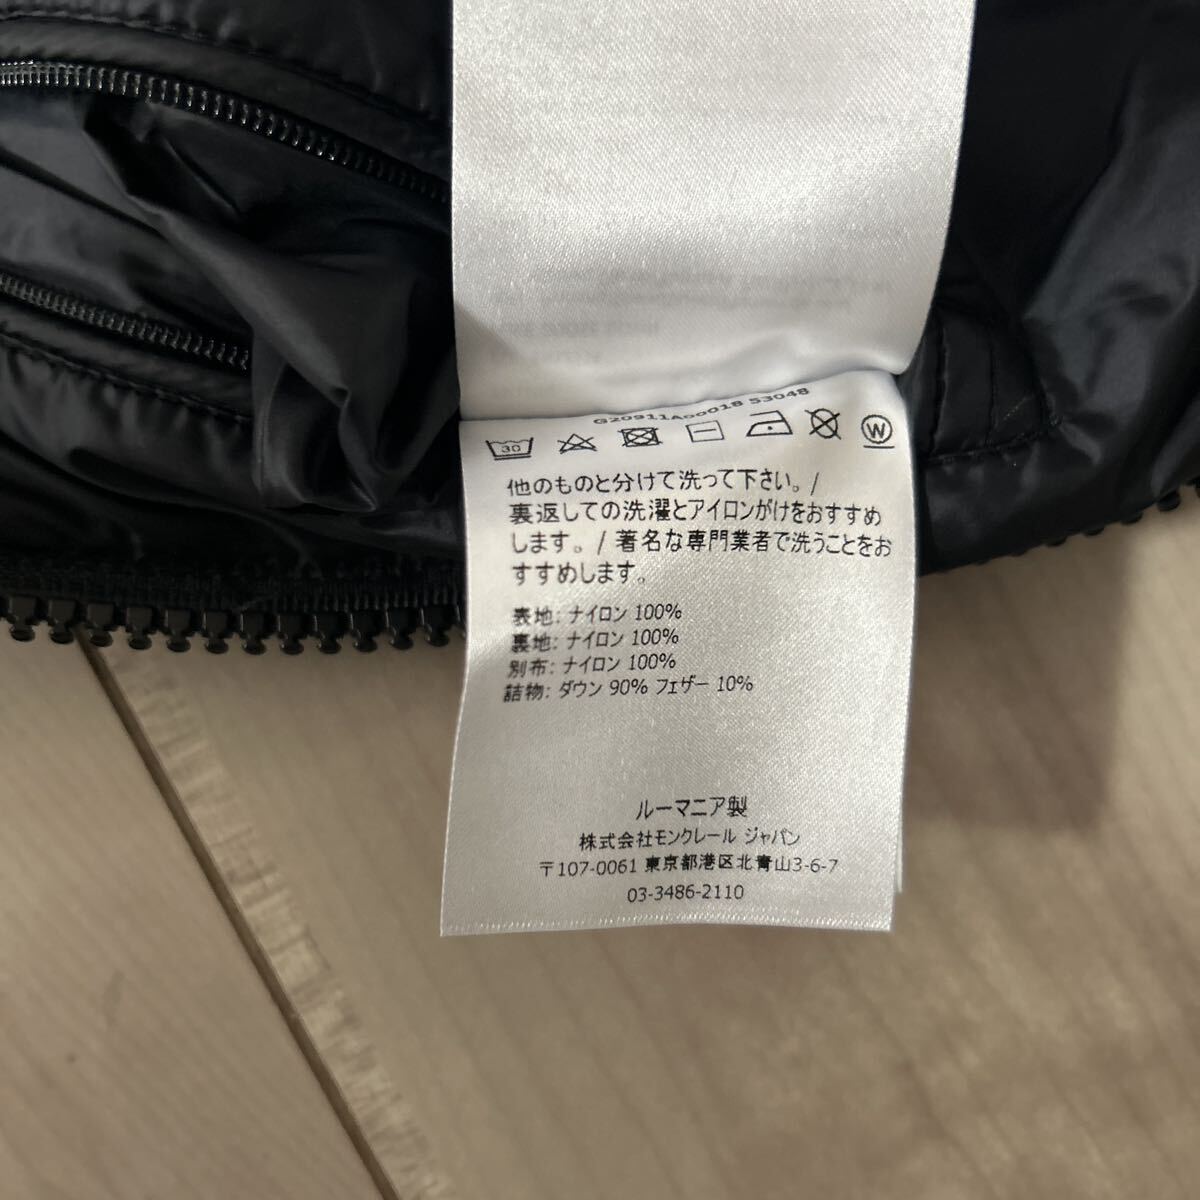 G20911A00018 53048
30
W
他のものと分けて洗って下さい。/
裏返しての洗濯とアイロンがけをおすすめ
します。/ 著名な専門業者で洗うことをお
すすめします。
表地: ナイロン 100%
裏地: ナイロン 100%
別布: ナイロン 100%
詰物: ダウン 90% フェザー 10%
ルーマニア製
株式会社モンクレール ジャパン
〒107-0061 東京都港区北青山3-6-7
03-3486-2110